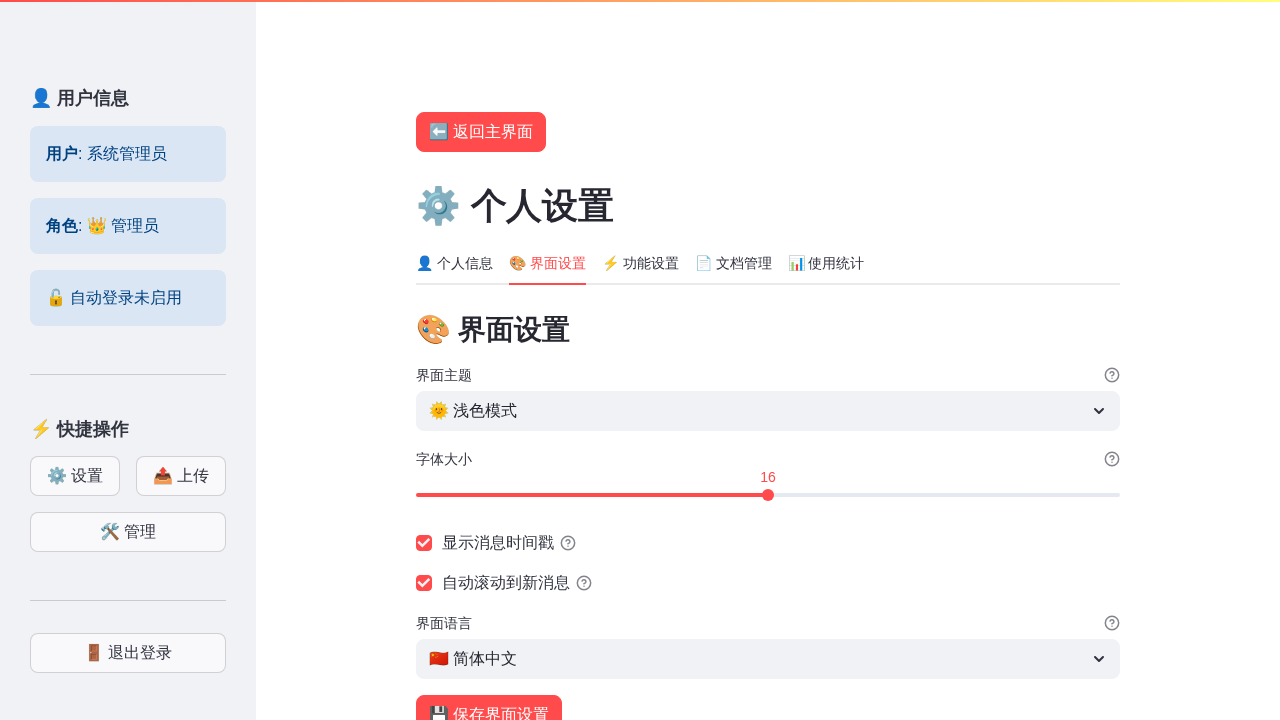 👤 用户信息
用户: 系统管理员
角色: 👑 管理员
🔓 自动登录未启用
⚡ 快捷操作
⚙️ 设置
📤 上传
🛠️ 管理
🚪 退出登录
⬅️ 返回主界面
⚙️ 个人设置
👤 个人信息
🎨 界面设置
⚡ 功能设置
📄 文档管理
📊 使用统计
🎨 界面设置
界面主题
🌞 浅色模式
字体大小
16
显示消息时间戳
自动滚动到新消息
界面语言
🇨🇳 简体中文
💾 保存界面设置